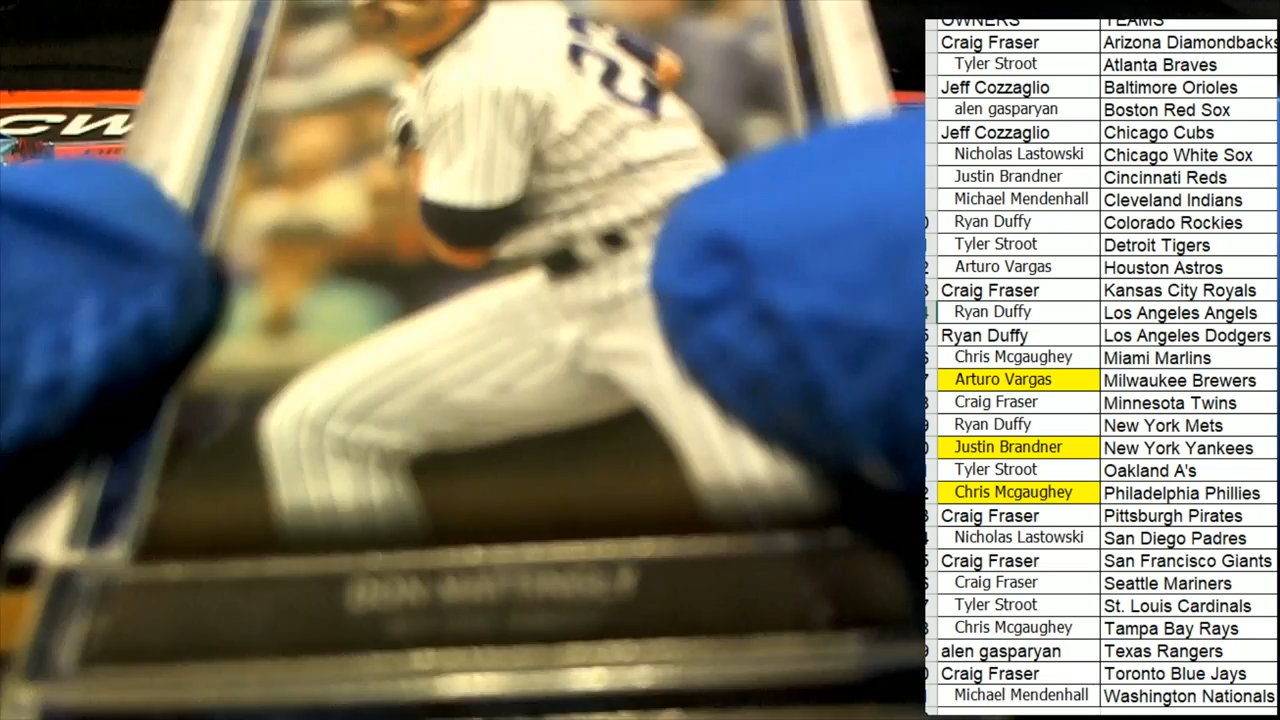 OWNERS TEAMS
Craig Fraser Arizona Diamondbacks
Tyler Stroot Atlanta Braves
Jeff Cozzaglio Baltimore Orioles
alen gasparyan Boston Red Sox
Jeff Cozzaglio Chicago Cubs
Nicholas Lastowski Chicago White Sox
Justin Brandner Cincinnati Reds
Michael Mendenhall Cleveland Indians
Ryan Duffy Colorado Rockies
Tyler Stroot Detroit Tigers
Arturo Vargas Houston Astros
Craig Fraser Kansas City Royals
Ryan Duffy Los Angeles Angels
Ryan Duffy Los Angeles Dodgers
Chris Mcgaughey Miami Marlins
Arturo Vargas Milwaukee Brewers
Craig Fraser Minnesota Twins
Ryan Duffy New York Mets
Justin Brandner New York Yankees
Tyler Stroot Oakland A's
Chris Mcgaughey Philadelphia Phillies
Craig Fraser Pittsburgh Pirates
Nicholas Lastowski San Diego Padres
Craig Fraser San Francisco Giants
Craig Fraser Seattle Mariners
Tyler Stroot St. Louis Cardinals
Chris Mcgaughey Tampa Bay Rays
alen gasparyan Texas Rangers
Craig Fraser Toronto Blue Jays
Michael Mendenhall Washington Nationals
CW
23
DON MATTINGLY